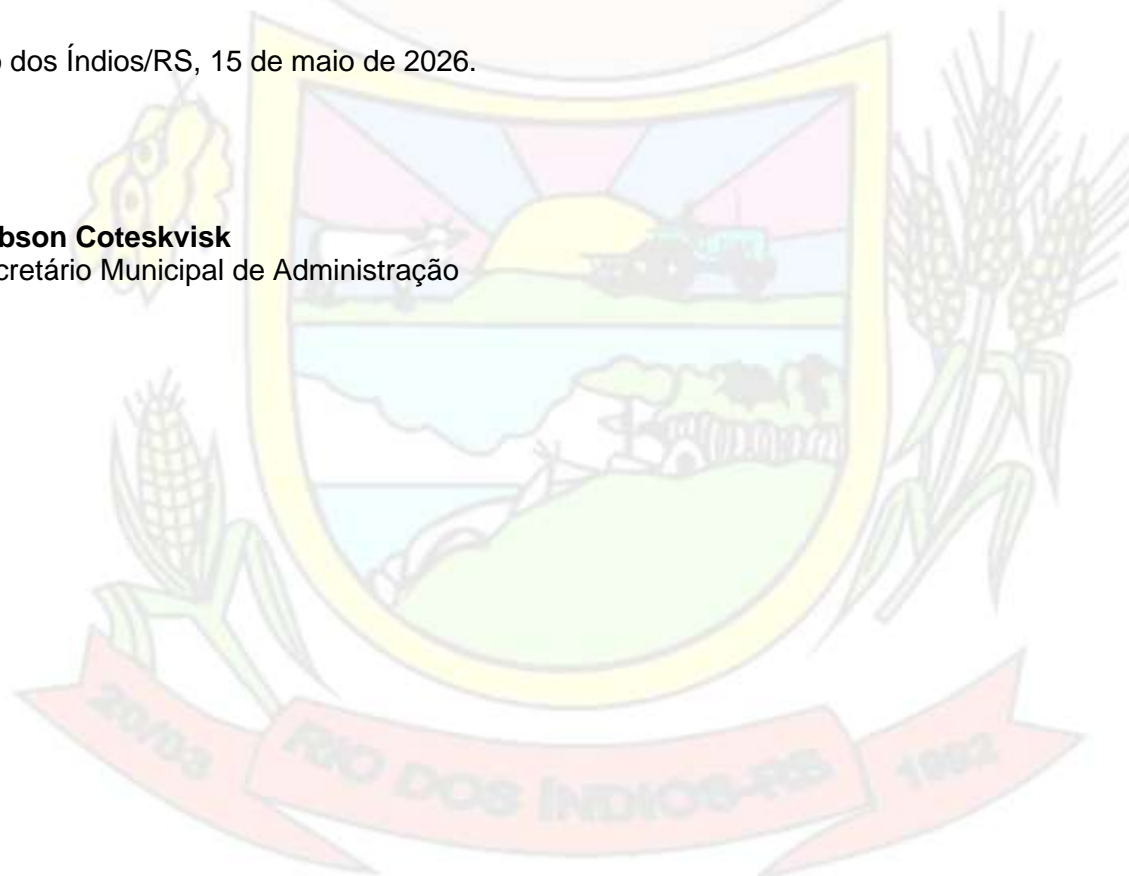 o dos Índios/RS, 15 de maio de 2026.
bson Coteskvisk
cretário Municipal de Administração
20/03
RIO DOS ÍNDIOS-RS
1992